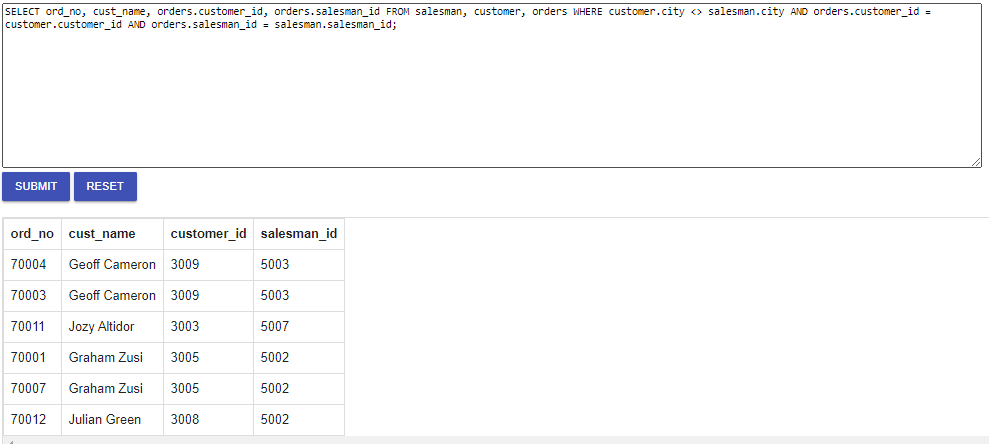 SELECT ord_no, cust_name, orders.customer_id, orders.salesman_id FROM salesman, customer, orders WHERE customer.city <> salesman.city AND orders.customer_id =
customer.customer_id AND orders.salesman_id = salesman.salesman_id;
SUBMIT RESET
ord_no cust_name customer_id salesman_id
70004 Geoff Cameron 3009 5003
70003 Geoff Cameron 3009 5003
70011 Jozy Altidor 3003 5007
70001 Graham Zusi 3005 5002
70007 Graham Zusi 3005 5002
70012 Julian Green 3008 5002